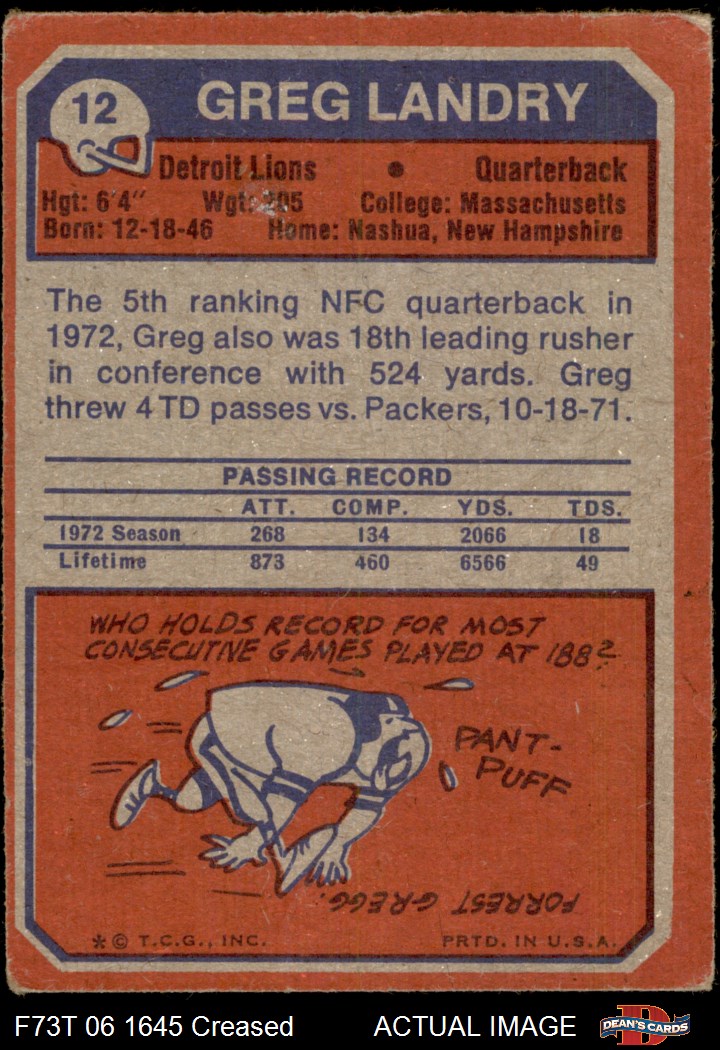 12
GREG LANDRY
Detroit Lions • Quarterback
Hgt: 6'4" Wgt: 205 College: Massachusetts
Born: 12-18-46 Home: Nashua, New Hampshire
The 5th ranking NFC quarterback in
1972, Greg also was 18th leading rusher
in conference with 524 yards. Greg
threw 4 TD passes vs. Packers, 10-18-71.
PASSING RECORD
ATT. COMP. YDS. TDS.
1972 Season 268 134 2066 18
Lifetime 873 460 6566 49
WHO HOLDS RECORD FOR MOST
CONSECUTIVE GAMES PLAYED AT 188?
PANT-
PUFF
FORREST GREGG.
*© T.C.G., INC. PRTD. IN U.S.A.
F73T 06 1645 Creased ACTUAL IMAGE D DEAN'S CARDS